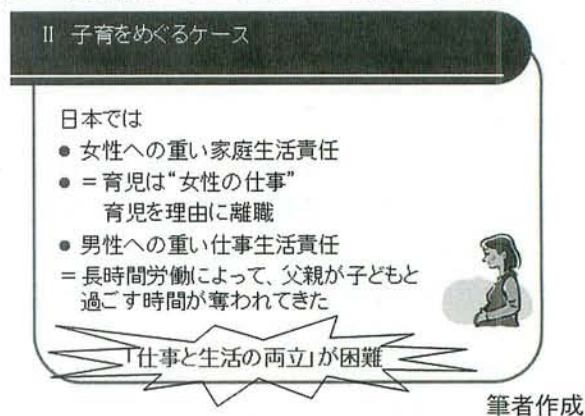 II 子育をめぐるケース
日本では
● 女性への重い家庭生活責任
● ＝育児は“女性の仕事”
育児を理由に離職
● 男性への重い仕事生活責任
＝長時間労働によって、父親が子どもと
過ごす時間が奪われてきた
「仕事と生活の両立」が困難
筆者作成